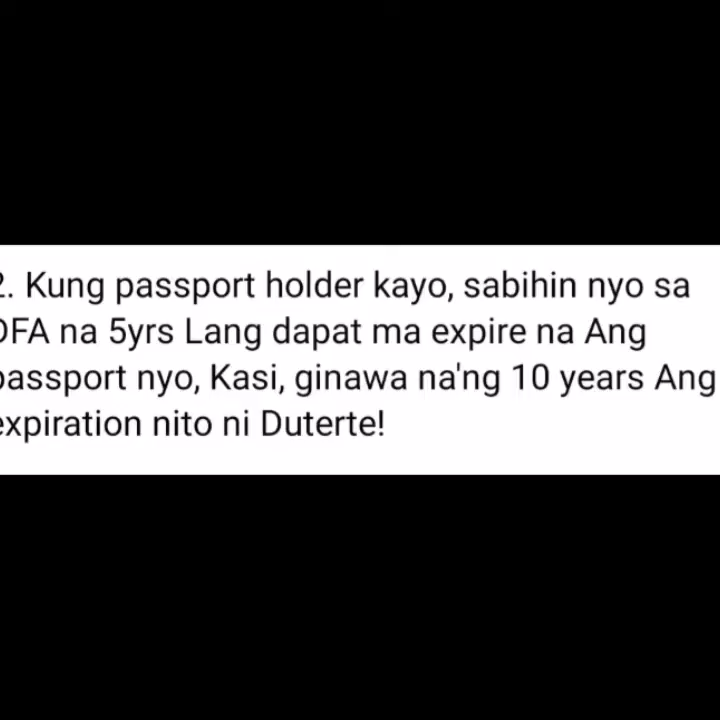 2. Kung passport holder kayo, sabihin nyo sa
DFA na 5yrs Lang dapat ma expire na Ang
passport nyo, Kasi, ginawa na'ng 10 years Ang
expiration nito ni Duterte!